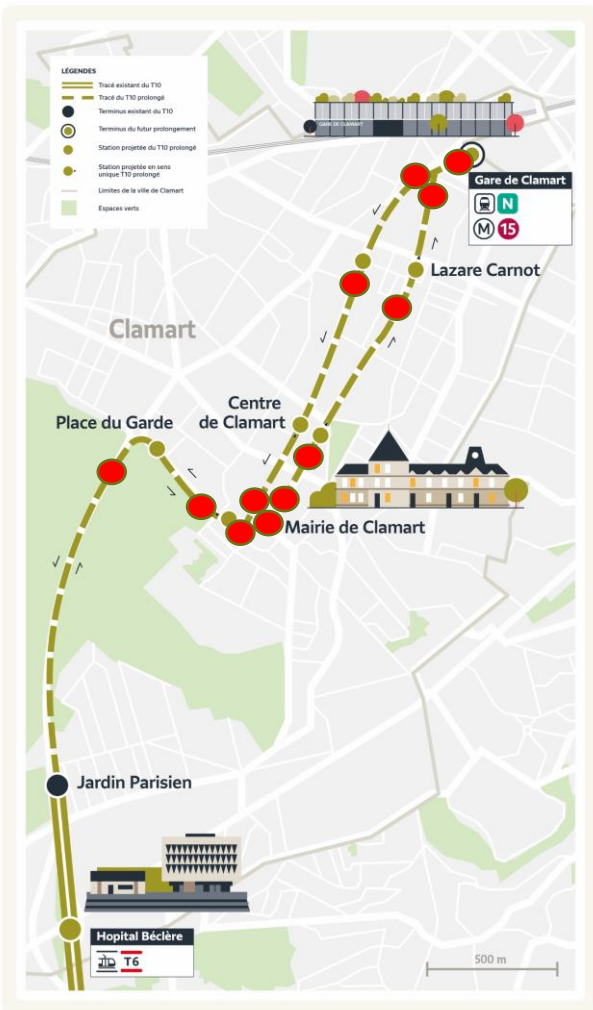 LÉGENDES
Tracé existant du T10
Tracé du T10 prolongé
Terminus existant du T10
Terminus du futur prolongement
Station projetée du T10 prolongé
Station projetée en sens
unique T10 prolongé
Limites de la ville de Clamart
Espaces verts
GARE DE CLAMART
Gare de Clamart
N
M 15
Lazare Carnot
Clamart
Centre
de Clamart
Place du Garde
Mairie de Clamart
Jardin Parisien
Hopital Béclère
T6
500 m